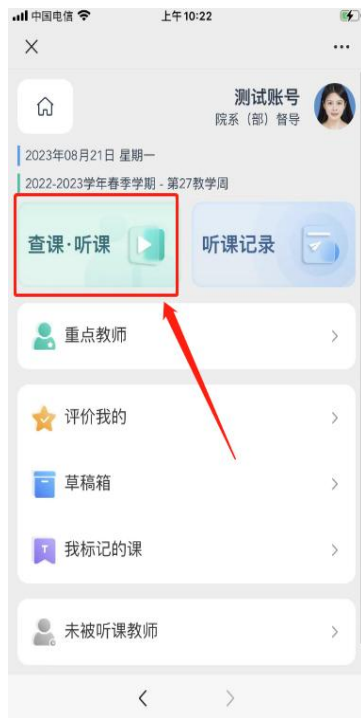 中国电信 上午10:22
测试账号
院系（部）督导
2023年08月21日 星期一
2022-2023学年春季学期 - 第27教学周
查课·听课 听课记录
重点教师
评价我的
草稿箱
T 我标记的课
未被听课教师